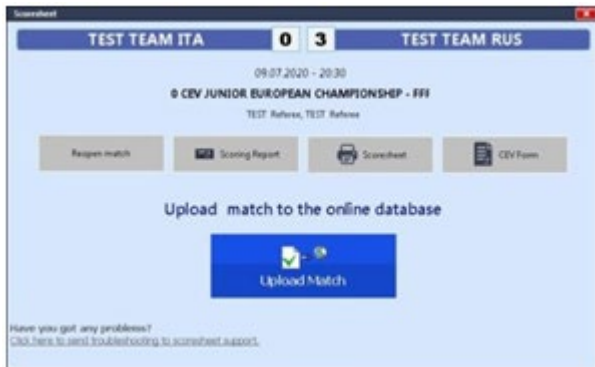 Scoresheet
TEST TEAM ITA 0 3 TEST TEAM RUS
09.07.2020 - 20:30
0 CEV JUNIOR EUROPEAN CHAMPIONSHIP - FFF
TEST Referee, TEST Referee
Reopen match Scoring Report Scoresheet CEV Form
Upload match to the online database
Upload Match
Have you got any problems?
Click here to send troubleshooting to scoresheet support.